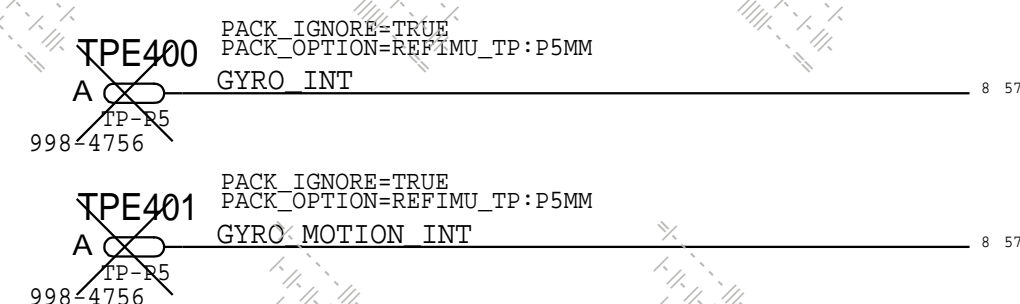 PACK_IGNORE=TRUE
PACK_OPTION=REFIMU_TP:P5MM
TPE400
GYRO_INT
A
8 57
TP-P5
998-4756
PACK_IGNORE=TRUE
PACK_OPTION=REFIMU_TP:P5MM
TPE401
GYRO_MOTION_INT
A
8 57
TP-P5
998-4756